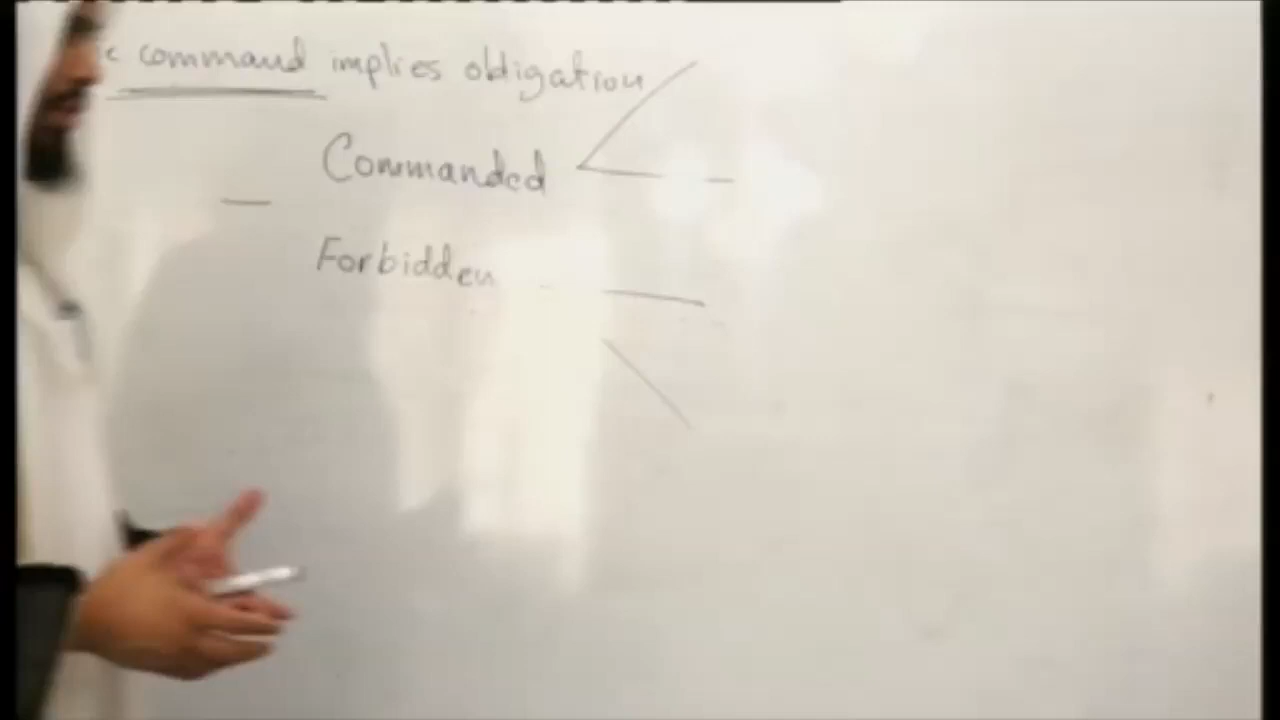 command implies obligation
Commanded
Forbidden